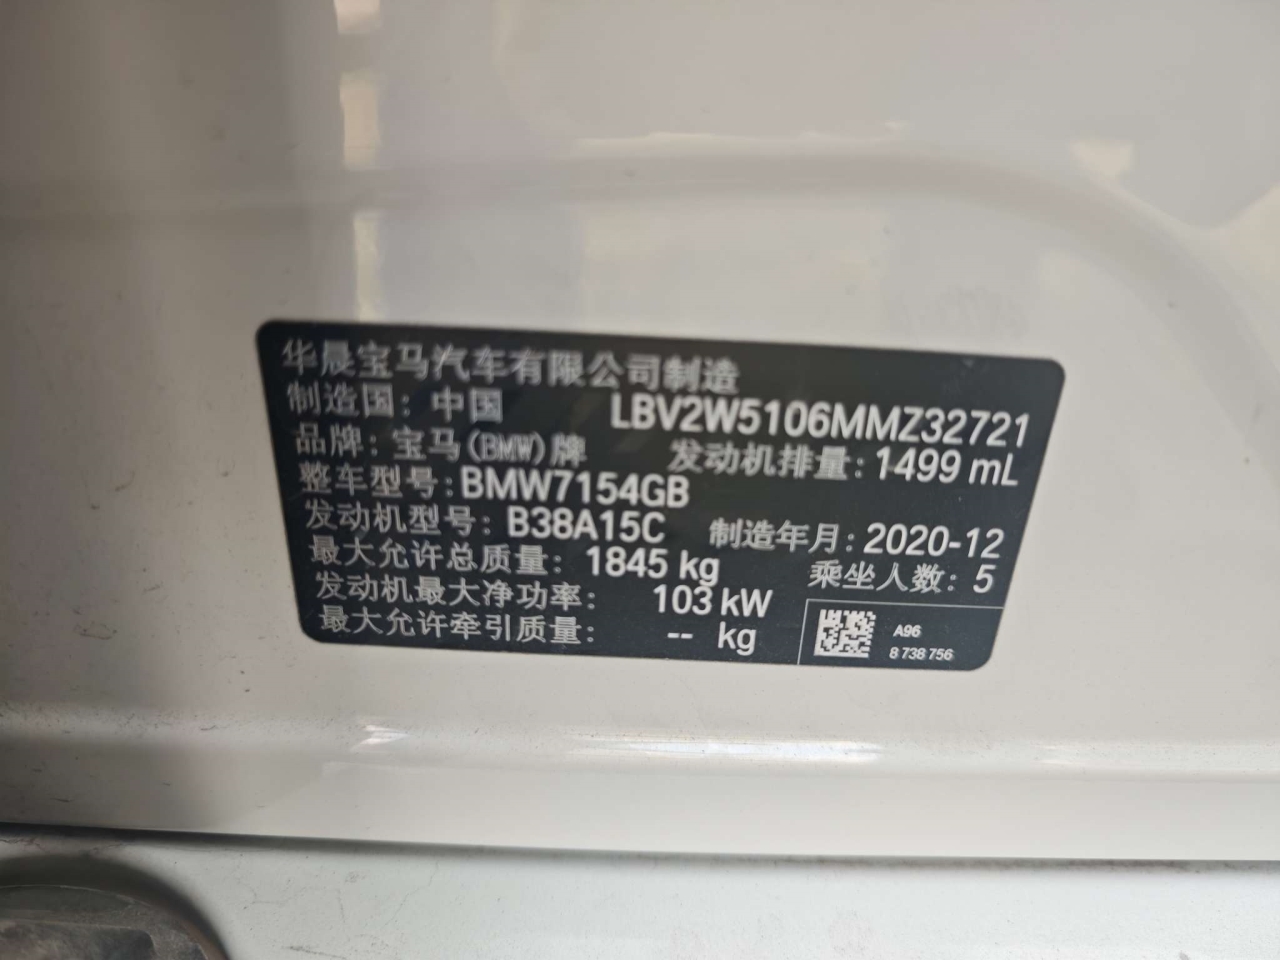 华晨宝马汽车有限公司制造
制造国：中国 LBV2W5106MMZ32721
品牌：宝马(BMW)牌 发动机排量：1499 mL
整车型号：BMW7154GB
发动机型号：B38A15C 制造年月：2020-12
最大允许总质量：1845 kg 乘坐人数：5
发动机最大净功率：103 kW
最大允许牵引质量：-- kg
A96
8 738 756